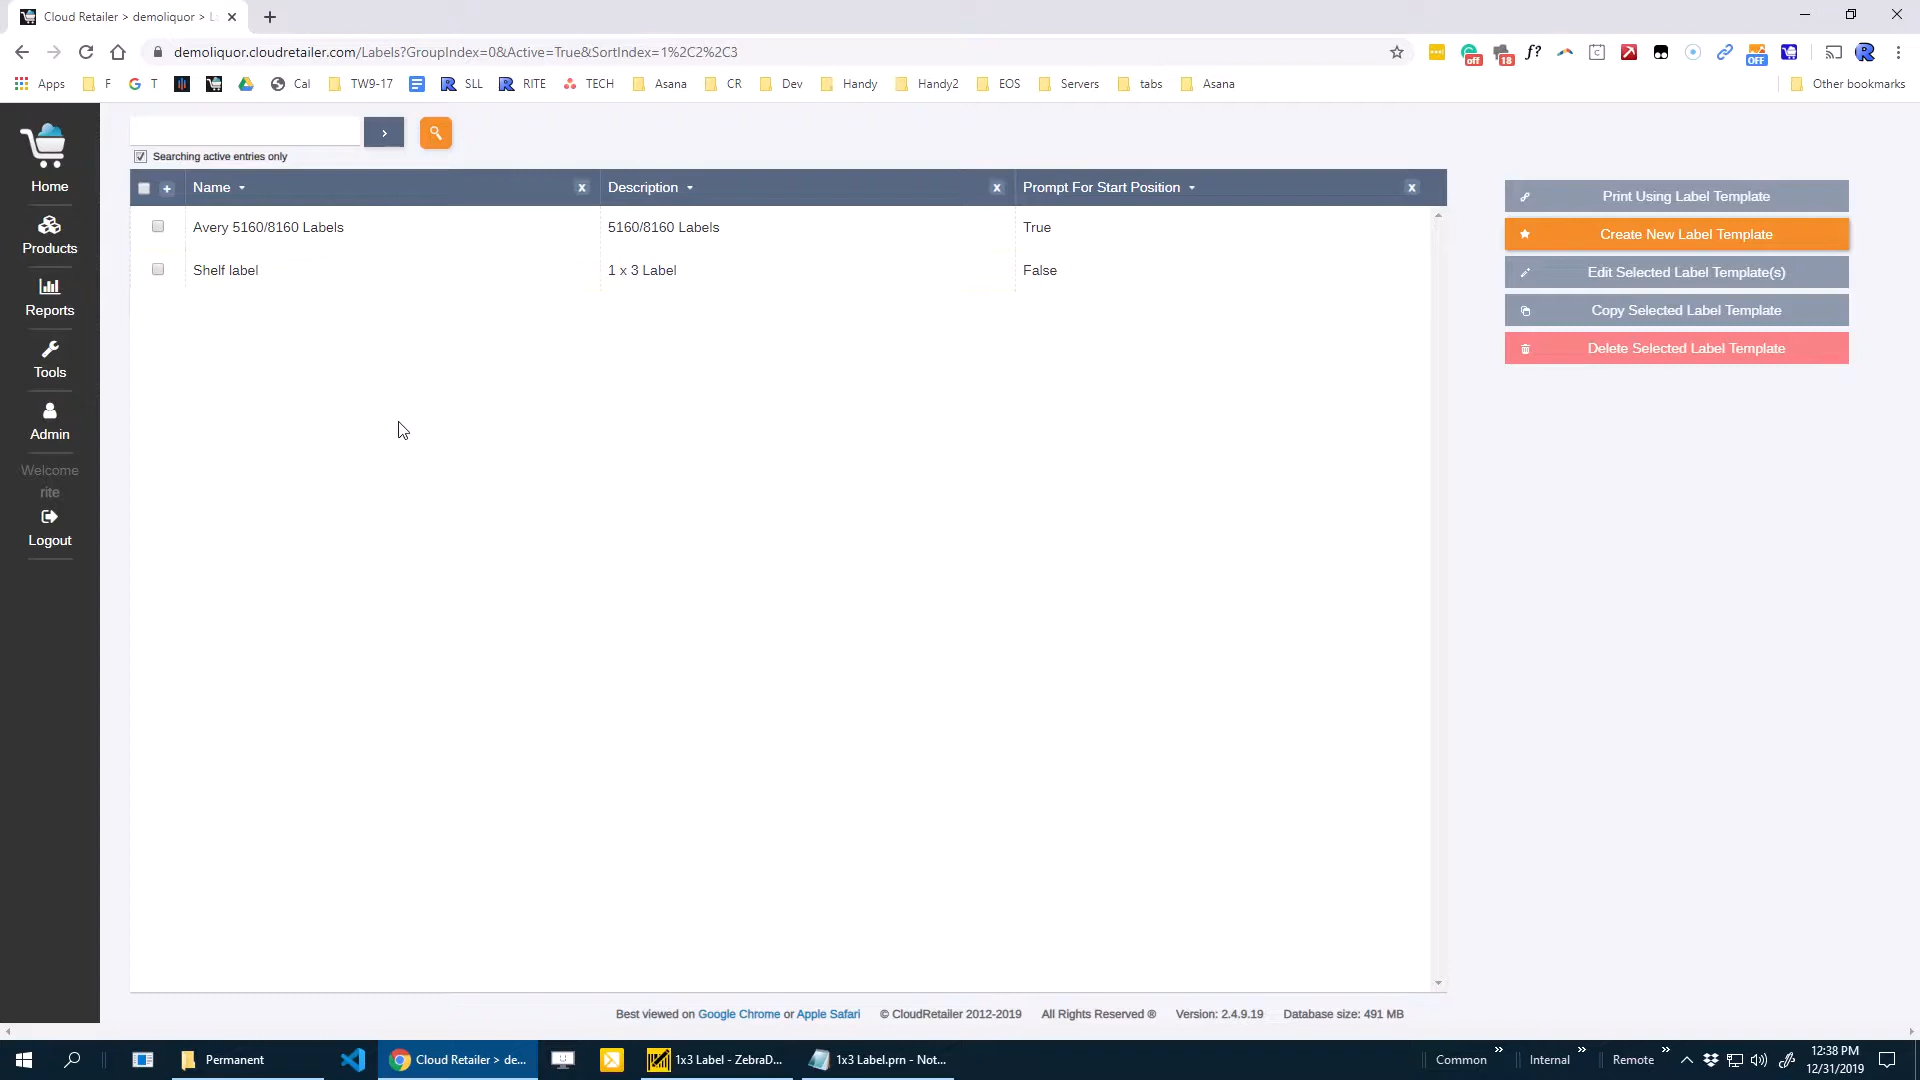 Cloud Retailer > demoliquor > L
demoliquor.cloudretailer.com/Labels?GroupIndex=0&Active=True&SortIndex=1%2C2%2C3
off
18
f?
C
OFF
Apps
F
T
Cal
TW9-17
SLL
RITE
TECH
Asana
CR
Dev
Handy
Handy2
EOS
Servers
tabs
Asana
Other bookmarks
Home
Products
Reports
Tools
Admin
Welcome
rite
Logout
Searching active entries only
Name
Description
Prompt For Start Position
Avery 5160/8160 Labels
5160/8160 Labels
True
Shelf label
1 x 3 Label
False
Print Using Label Template
Create New Label Template
Edit Selected Label Template(s)
Copy Selected Label Template
Delete Selected Label Template
Best viewed on Google Chrome or Apple Safari © CloudRetailer 2012-2019 All Rights Reserved ® Version: 2.4.9.19 Database size: 491 MB
Permanent
Cloud Retailer > de...
1x3 Label - ZebraD...
1x3 Label.prn - Not...
Common
Internal
Remote
12:38 PM
12/31/2019